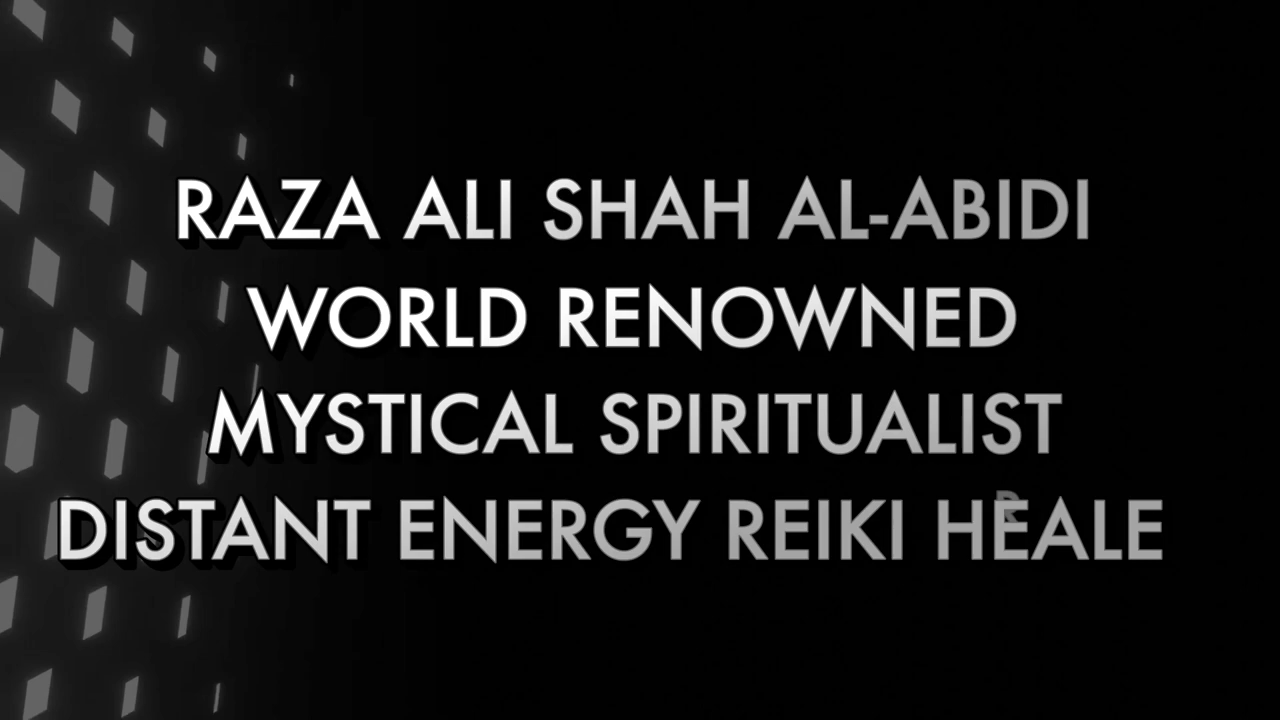 RAZA ALI SHAH AL-ABIDI
WORLD RENOWNED
MYSTICAL SPIRITUALIST
DISTANT ENERGY REIKI HEALE
R